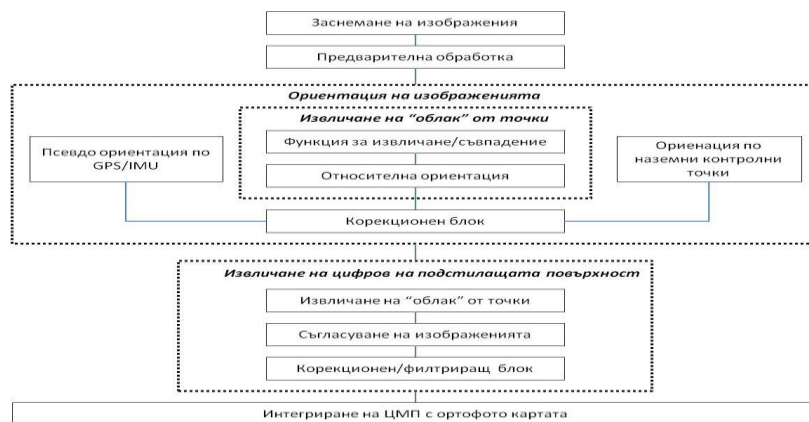 Заснемане на изображения
Предварителна обработка
Ориентация на изображенията
Извличане на “облак” от точки
Функция за извличане/съвпадение
Псевдо ориентация по
GPS/IMU
Ориенация по
наземни контролни
точки
Относителна ориентация
Корекционен блок
Извличане на цифров на подстилащата повърхност
Извличане на “облак” от точки
Съгласуване на изображенията
Корекционен/филтриращ блок
Интегриране на ЦМП с ортофото картата